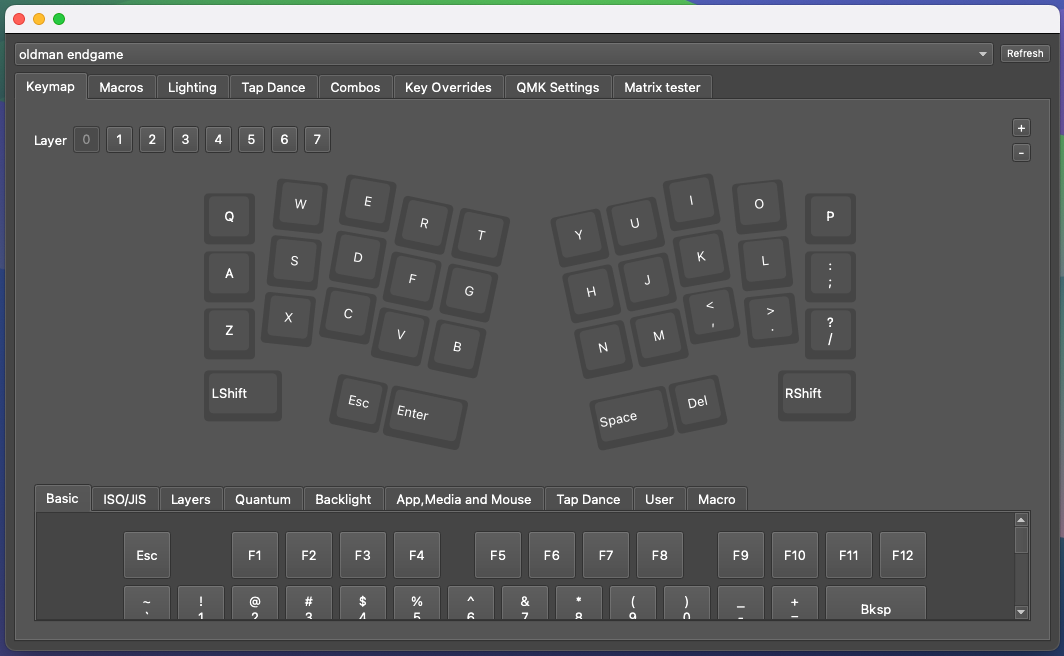 oldman endgame
Refresh
Keymap Macros Lighting Tap Dance Combos Key Overrides QMK Settings Matrix tester
Layer 0 1 2 3 4 5 6 7
+
-
Q W E R T Y U I O P
A S D F G H J K L :
;
Z X C V B N M <
,
>
.
?
/
LShift Esc Enter Space Del RShift
Basic ISO/JIS Layers Quantum Backlight App,Media and Mouse Tap Dance User Macro
Esc F1 F2 F3 F4 F5 F6 F7 F8 F9 F10 F11 F12
~ ! @ # $ % ^ & * ( ) _ +
` 1 2 3 4 5 6 7 8 9 0 - = Bksp